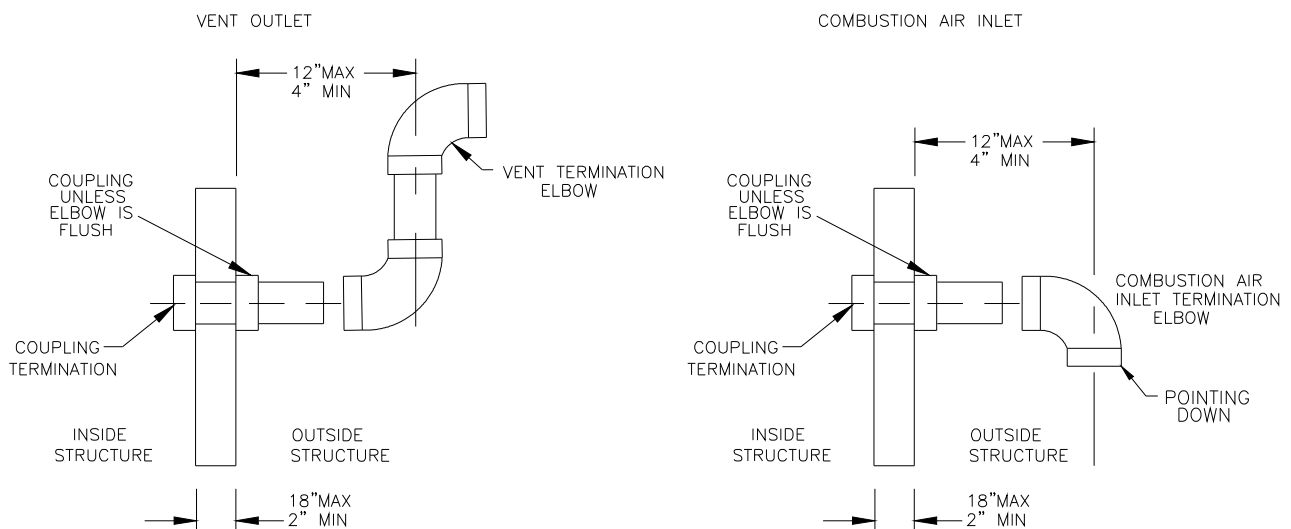 VENT OUTLET
12"MAX
4" MIN
VENT TERMINATION
ELBOW
COUPLING
UNLESS
ELBOW IS
FLUSH
COUPLING
TERMINATION
INSIDE
STRUCTURE
OUTSIDE
STRUCTURE
18"MAX
2" MIN
COMBUSTION AIR INLET
12"MAX
4" MIN
COUPLING
UNLESS
ELBOW IS
FLUSH
COMBUSTION AIR
INLET TERMINATION
ELBOW
COUPLING
TERMINATION
POINTING
DOWN
INSIDE
STRUCTURE
OUTSIDE
STRUCTURE
18"MAX
2" MIN